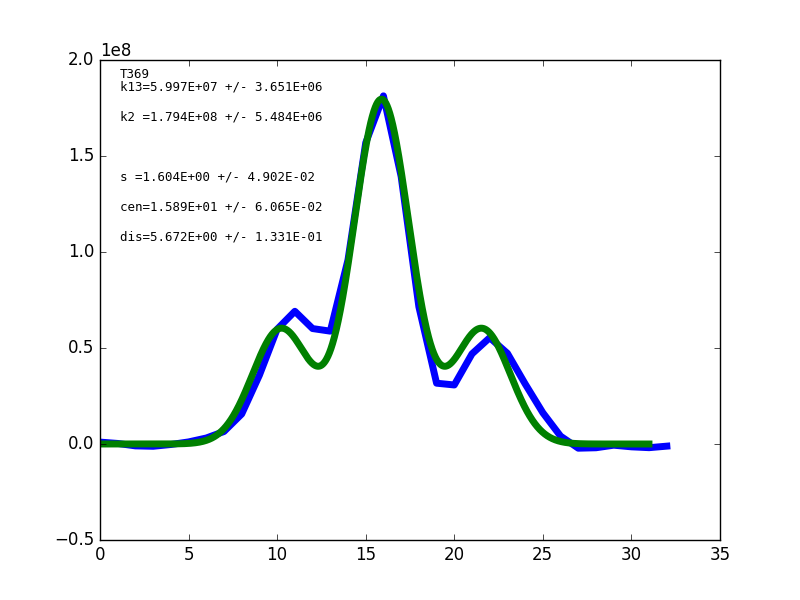 1e8
2.0
T369
k13=5.997E+07 +/- 3.651E+06
k2 =1.794E+08 +/- 5.484E+06
1.5
s =1.604E+00 +/- 4.902E-02
cen=1.589E+01 +/- 6.065E-02
dis=5.672E+00 +/- 1.331E-01
1.0
0.5
0.0
−0.5
0 5 10 15 20 25 30 35